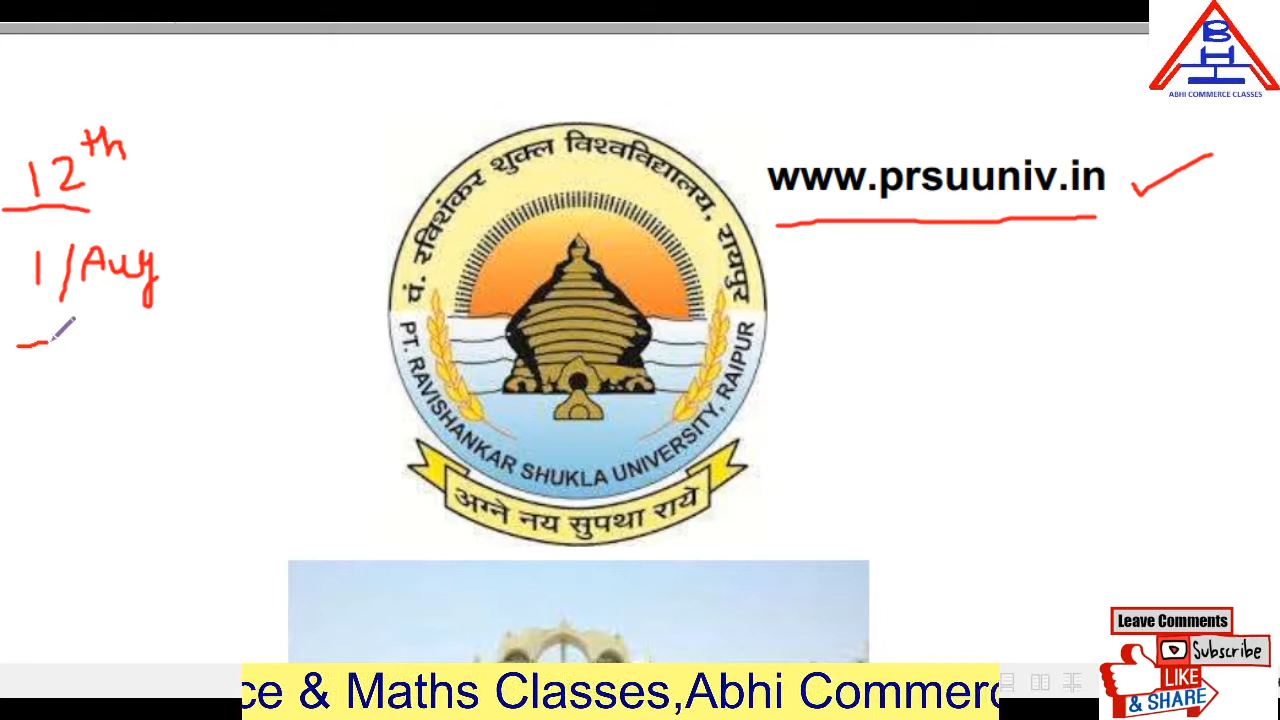 B
H
I
ABHI COMMERCE CLASSES
12th
1/Aug
पं. रविशंकर शुक्ल विश्वविद्यालय, रायपुर
www.prsuuniv.in
PT. RAVISHANKAR SHUKLA UNIVERSITY, RAIPUR
अग्ने नय सुपथा राये
Leave Comments
Subscribe
LIKE
& SHARE
ce & Maths Classes,Abhi Commerc